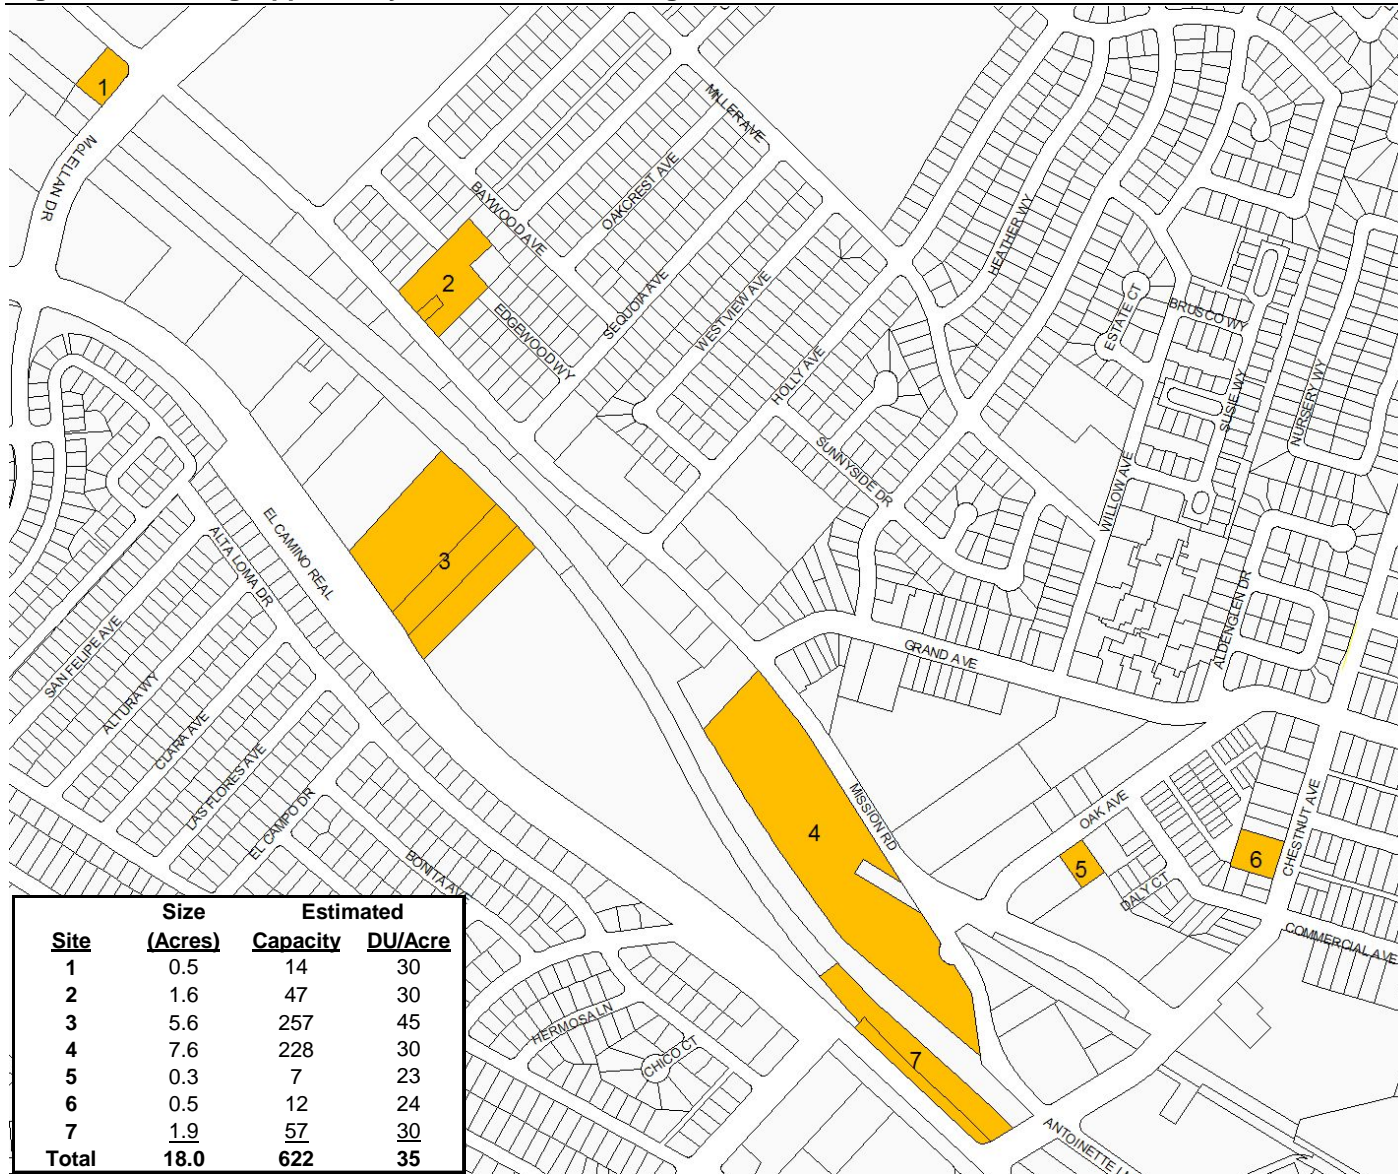 1
McLELLAN DR
MILLER AVE
OAKCREST AVE
BAYWOOD AVE
2
EDGEWOOD WY
SEQUOIA AVE
WESTVIEW AVE
HOLLY AVE
HEATHER WY
ESTATE CT
BRUSCO WY
SUSIE WY
NURSERY WY
SUNNYSIDE DR
WILLOW AVE
ALDENGLEN DR
EL CAMINO REAL
3
ALTA LOMA DR
SAN FELIPE AVE
ALTURA WY
CLARA AVE
LAS FLORES AVE
EL CAMPO DR
BONITA AVE
GRAND AVE
4
MISSION RD
OAK AVE
5
DALY CT
6
CHESTNUT AVE
COMMERCIAL AVE
HERMOSA LN
CHICO CT
7
ANTOINETTE L
Size Estimated
Site (Acres) Capacity DU/Acre
1 0.5 14 30
2 1.6 47 30
3 5.6 257 45
4 7.6 228 30
5 0.3 7 23
6 0.5 12 24
7 1.9 57 30
Total 18.0 622 35